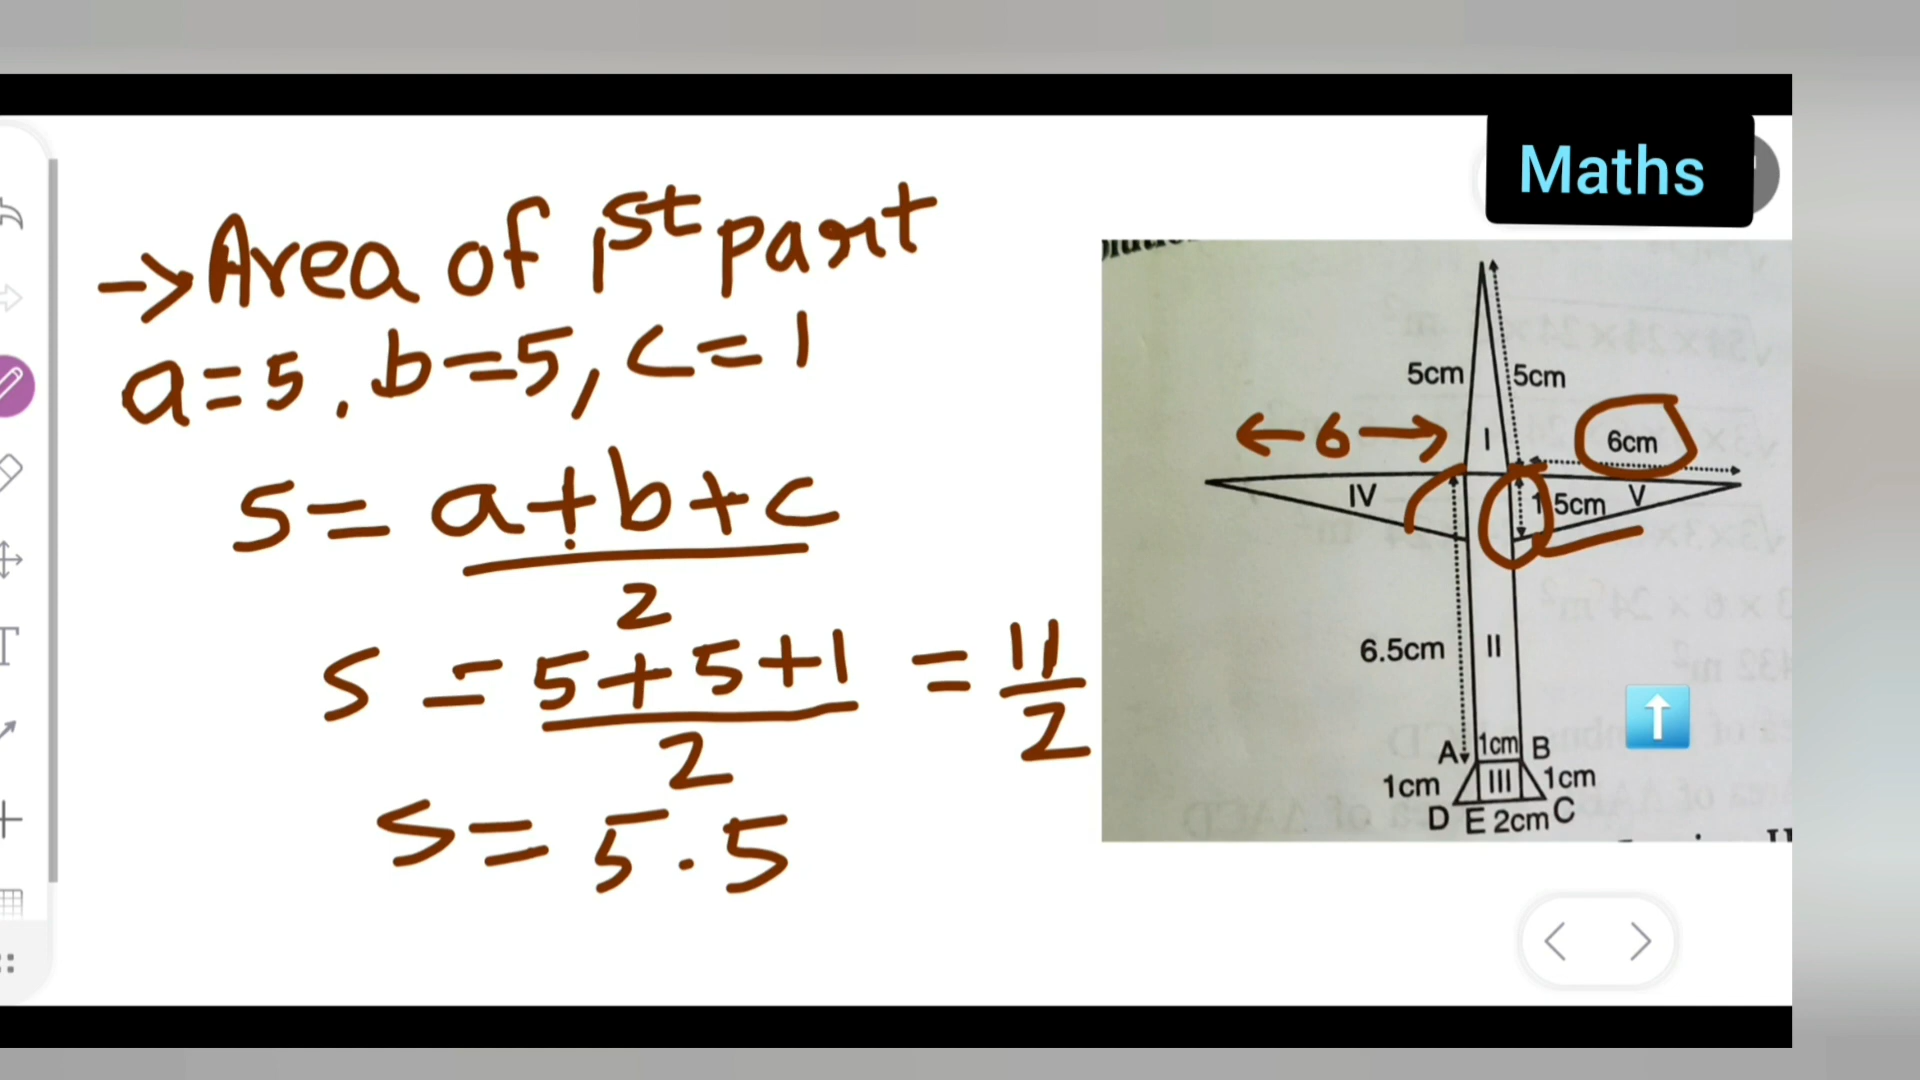 Maths
→ Area of 1st part
a = 5, b = 5, c = 1
s = a+b+c
2
s = 5+5+1 = 11
2 2
s = 5.5
5cm 5cm
← 6 → I 6cm
IV 1.5cm V
6.5cm II
A 1cm B
1cm III 1cm
D E 2cm C